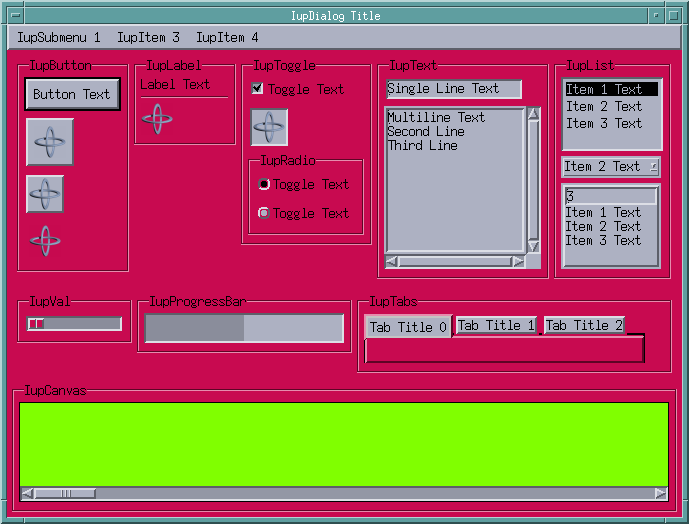 IupDialog Title
IupSubmenu 1 IupItem 3 IupItem 4
IupButton
Button Text
IupLabel
Label Text
IupToggle
Toggle Text
IupRadio
Toggle Text
Toggle Text
IupText
Single Line Text
Multiline Text
Second Line
Third Line
IupList
Item 1 Text
Item 2 Text
Item 3 Text
Item 2 Text
3
Item 1 Text
Item 2 Text
Item 3 Text
IupVal
IupProgressBar
IupTabs
Tab Title 0 Tab Title 1 Tab Title 2
IupCanvas